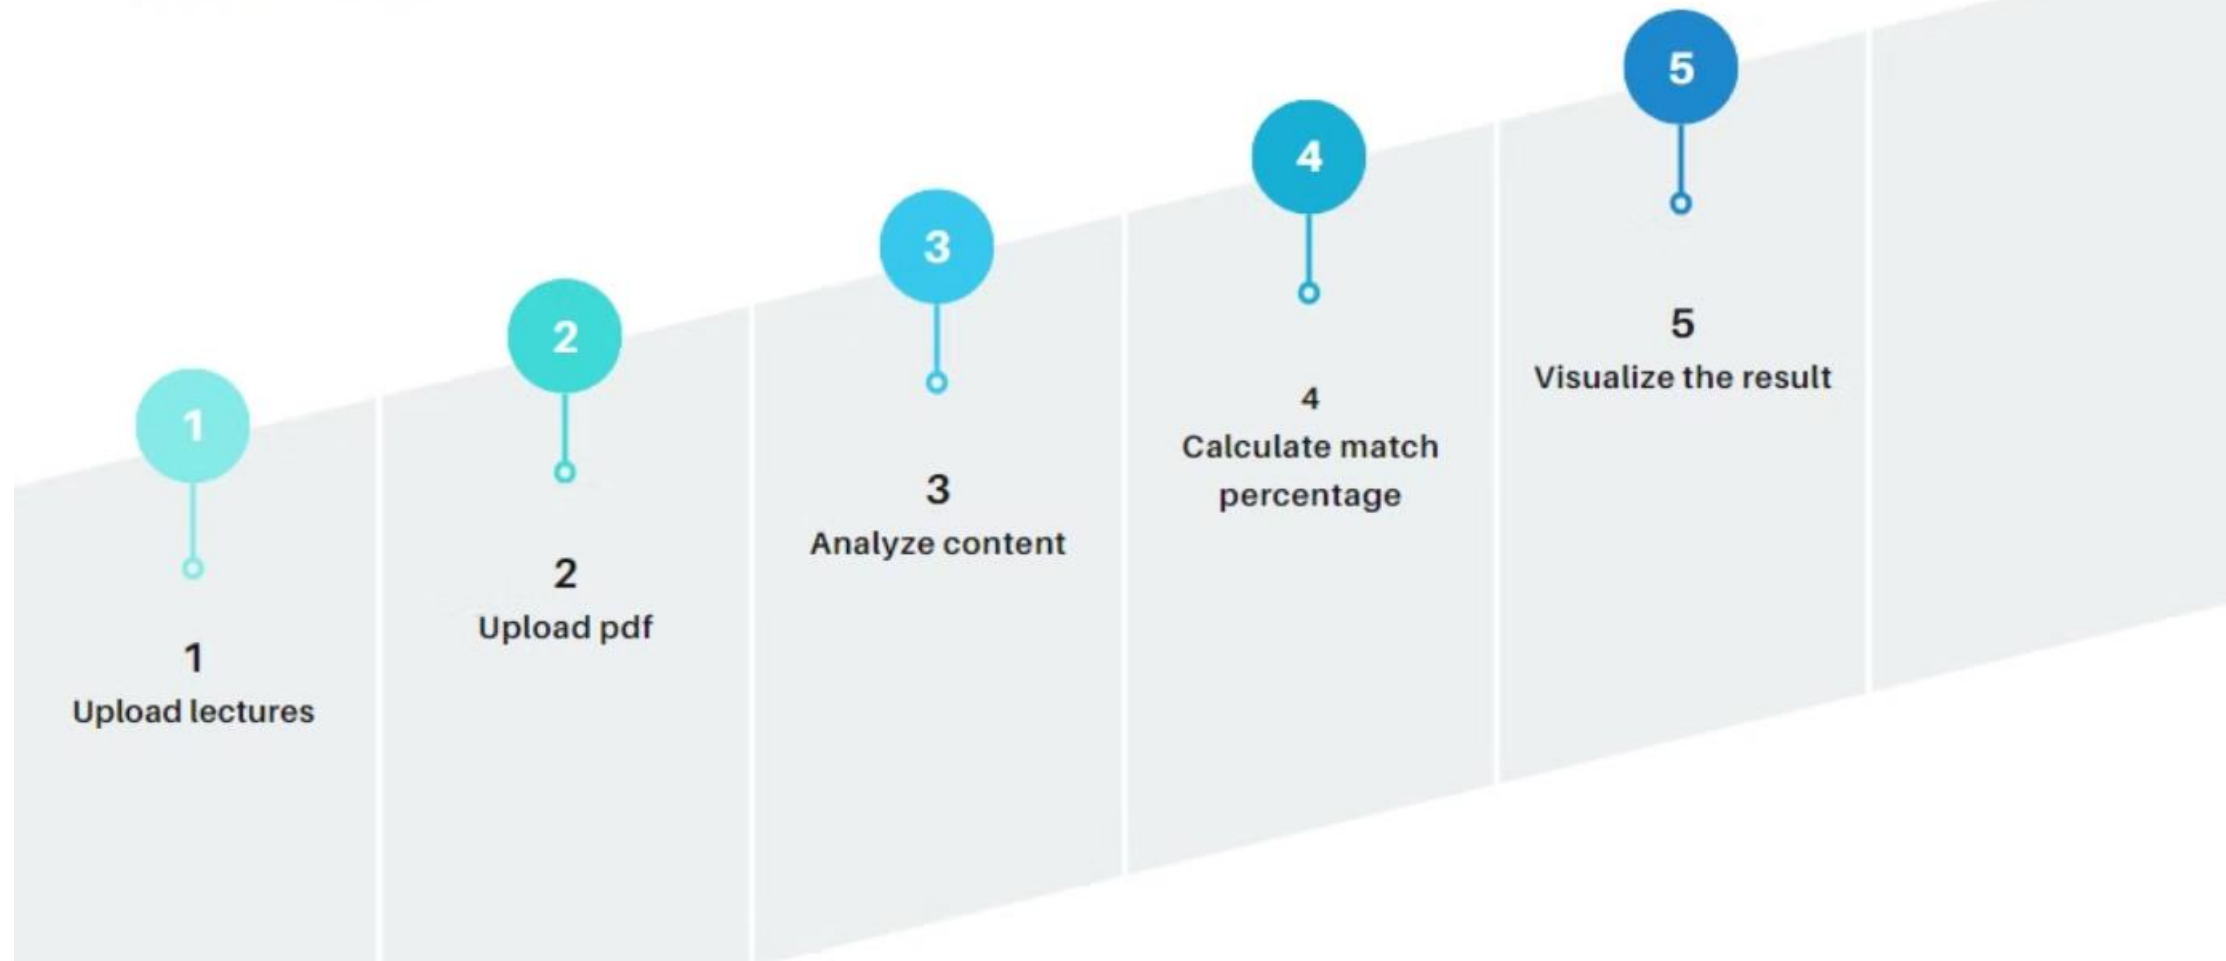 1
1
Upload lectures
2
2
Upload pdf
3
3
Analyze content
4
4
Calculate match
percentage
5
5
Visualize the result